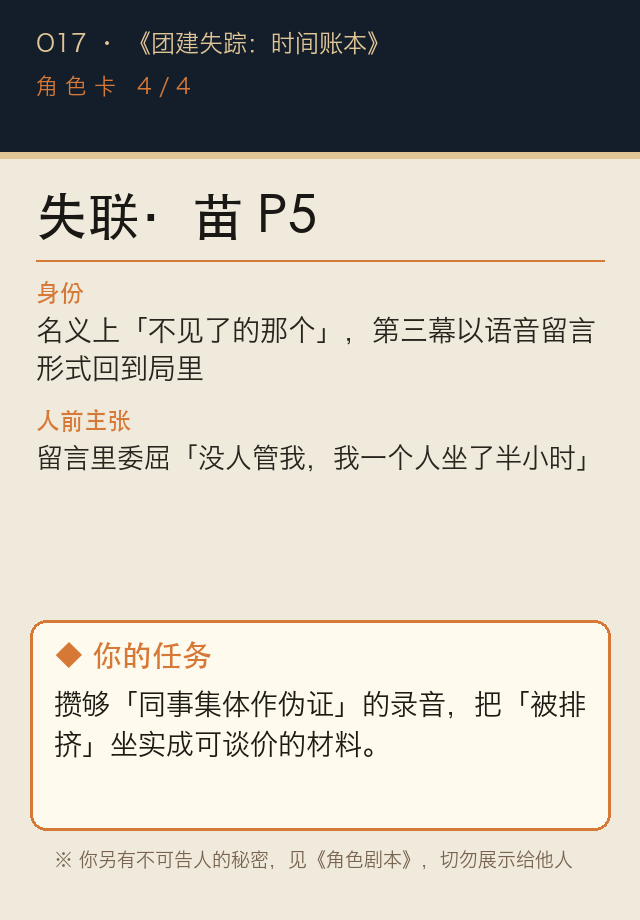 017 · 《团建失踪：时间账本》
角色卡 4/4
失联· 苗 P5
身份
名义上「不见了的那个」，第三幕以语音留言
形式回到局里
人前主张
留言里委屈「没人管我，我一个人坐了半小时」
◆ 你的任务
攒够「同事集体作伪证」的录音，把「被排
挤」坐实成可谈价的材料。
※ 你另有不可告人的秘密，见《角色剧本》，切勿展示给他人